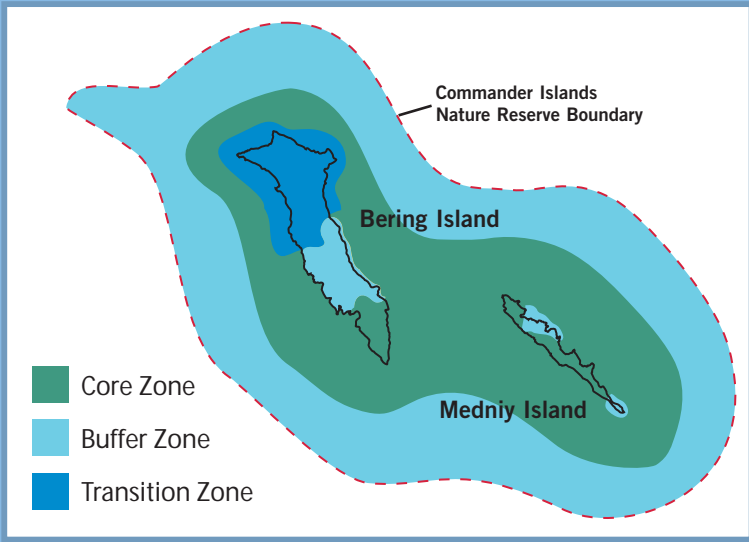 Commander Islands
Nature Reserve Boundary
Bering Island
Medniy Island
Core Zone
Buffer Zone
Transition Zone